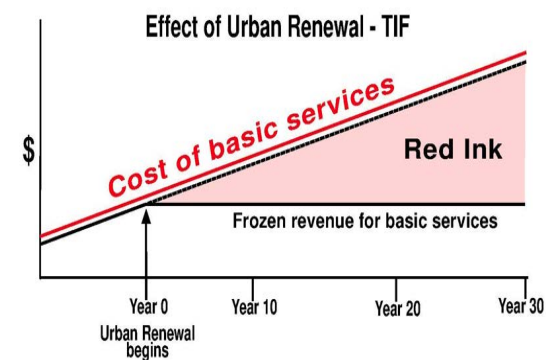 Effect of Urban Renewal - TIF
Cost of basic services
$
Red Ink
Frozen revenue for basic services
Year 0
Year 10
Year 20
Year 30
Urban Renewal
begins